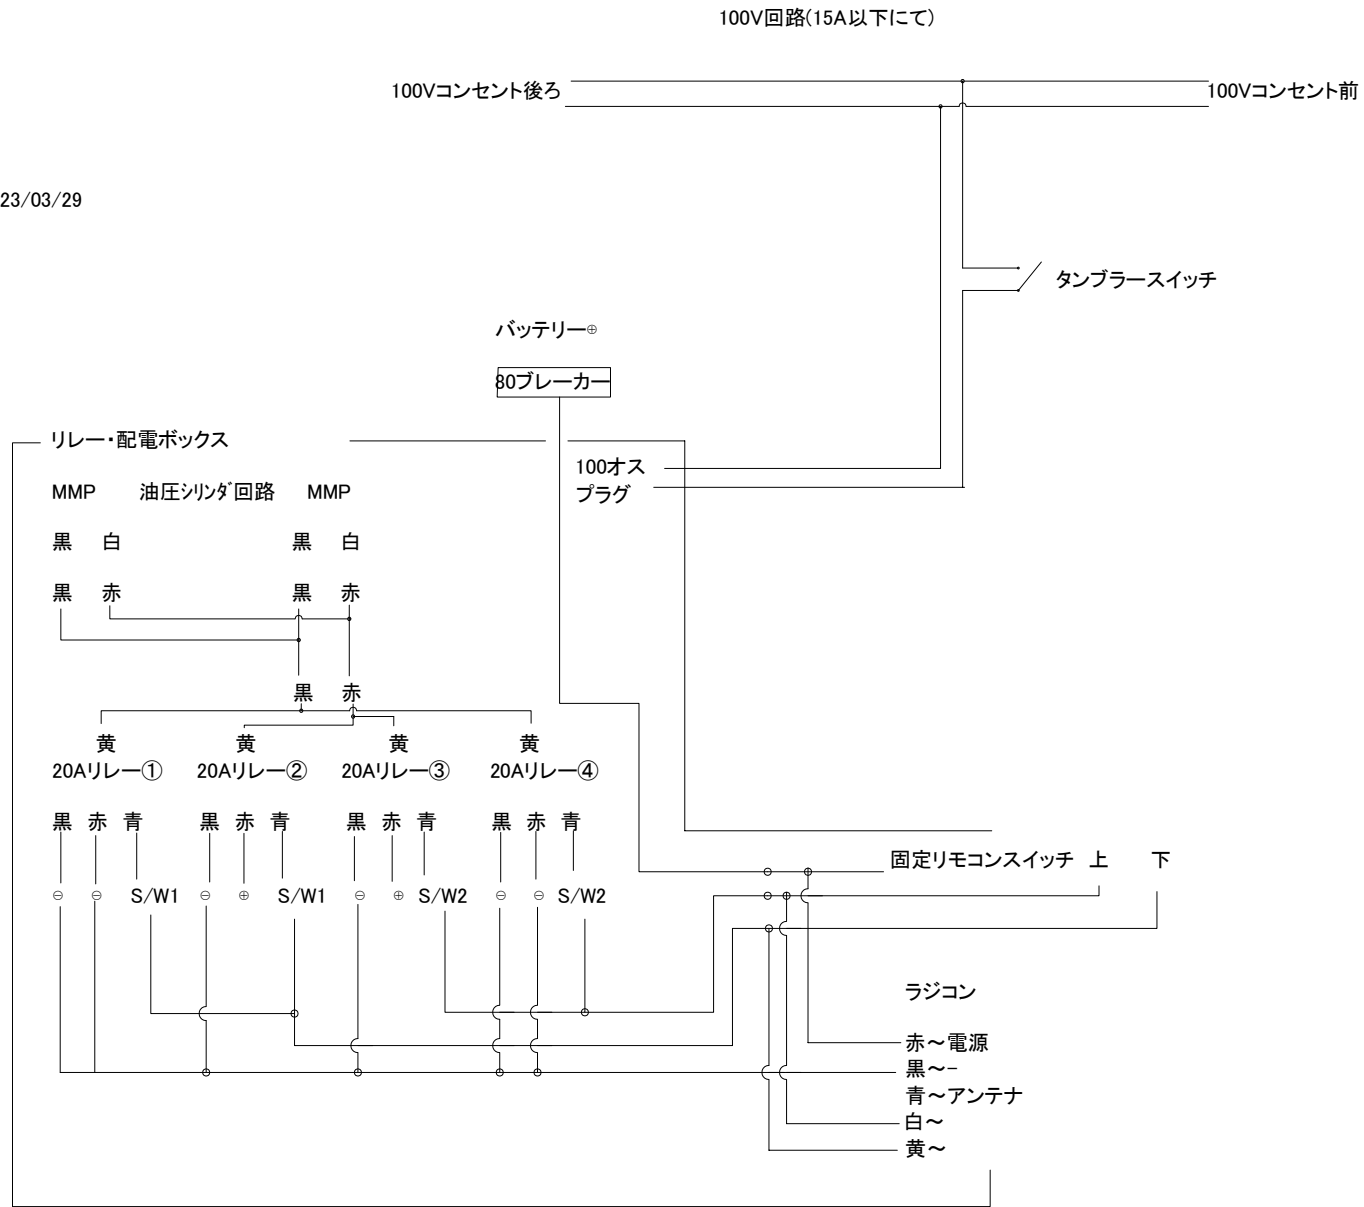 100V回路(15A以下にて)
100Vコンセント後ろ 100Vコンセント前
23/03/29
タンブラースイッチ
バッテリー⊕
80ブレーカー
リレー・配電ボックス
100オス
プラグ
MMP 油圧シリンダ回路 MMP
黒 白 黒 白
黒 赤 黒 赤
黒 赤
黄 黄 黄 黄
20Aリレー① 20Aリレー② 20Aリレー③ 20Aリレー④
黒 赤 青 黒 赤 青 黒 赤 青 黒 赤 青
⊖ ⊖ S/W1 ⊖ ⊕ S/W1 ⊖ ⊕ S/W2 ⊖ ⊖ S/W2
固定リモコンスイッチ 上 下
ラジコン
赤～電源
黒～-
青～アンテナ
白～
黄～